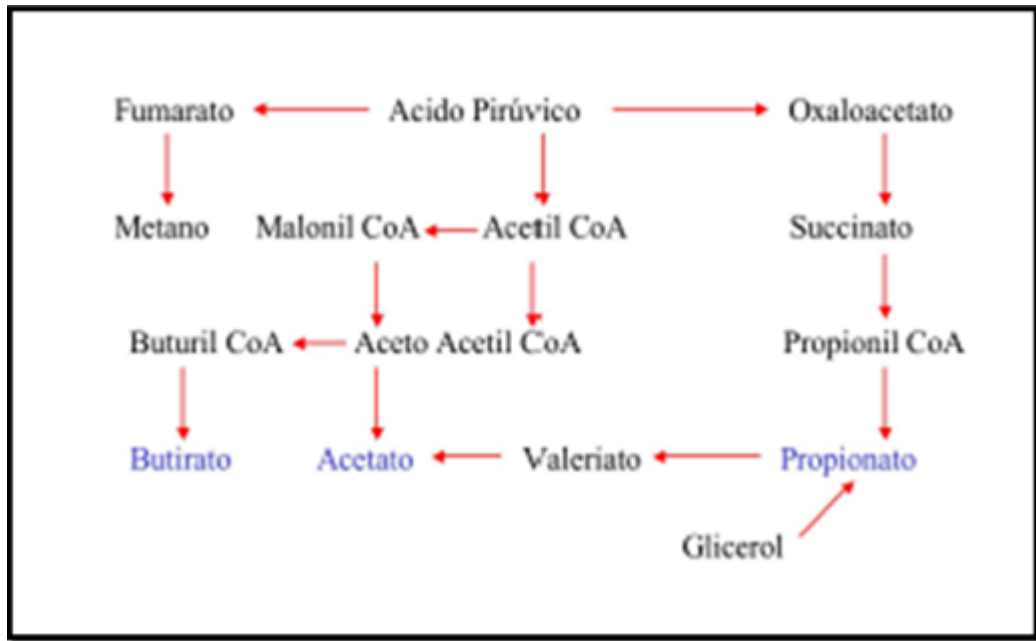 Fumarato Acido Pirúvico Oxaloacetato
Metano Malonil CoA Acetil CoA Succinato
Buturil CoA Aceto Acetil CoA Propionil CoA
Butirato Acetato Valeriato Propionato
Glicerol